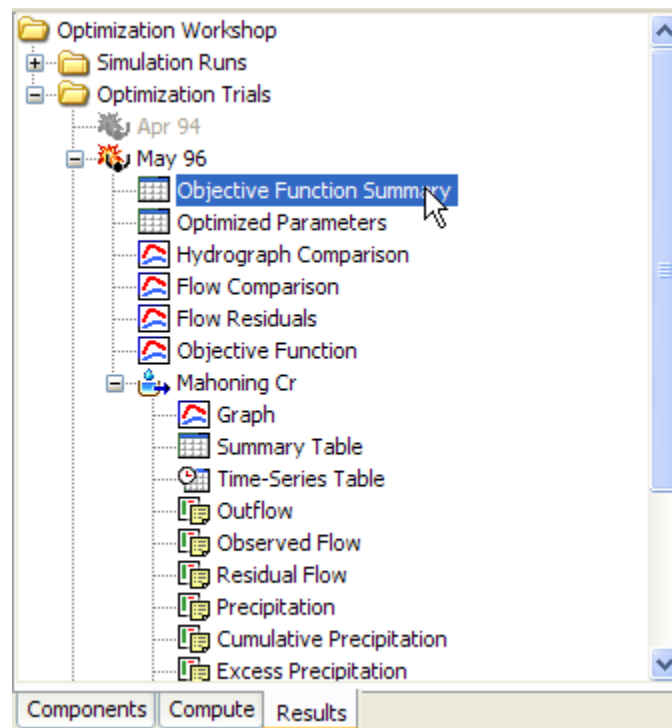 Optimization Workshop
Simulation Runs
Optimization Trials
Apr 94
May 96
Objective Function Summary
Optimized Parameters
Hydrograph Comparison
Flow Comparison
Flow Residuals
Objective Function
Mahoning Cr
Graph
Summary Table
Time-Series Table
Outflow
Observed Flow
Residual Flow
Precipitation
Cumulative Precipitation
Excess Precipitation
Components Compute Results